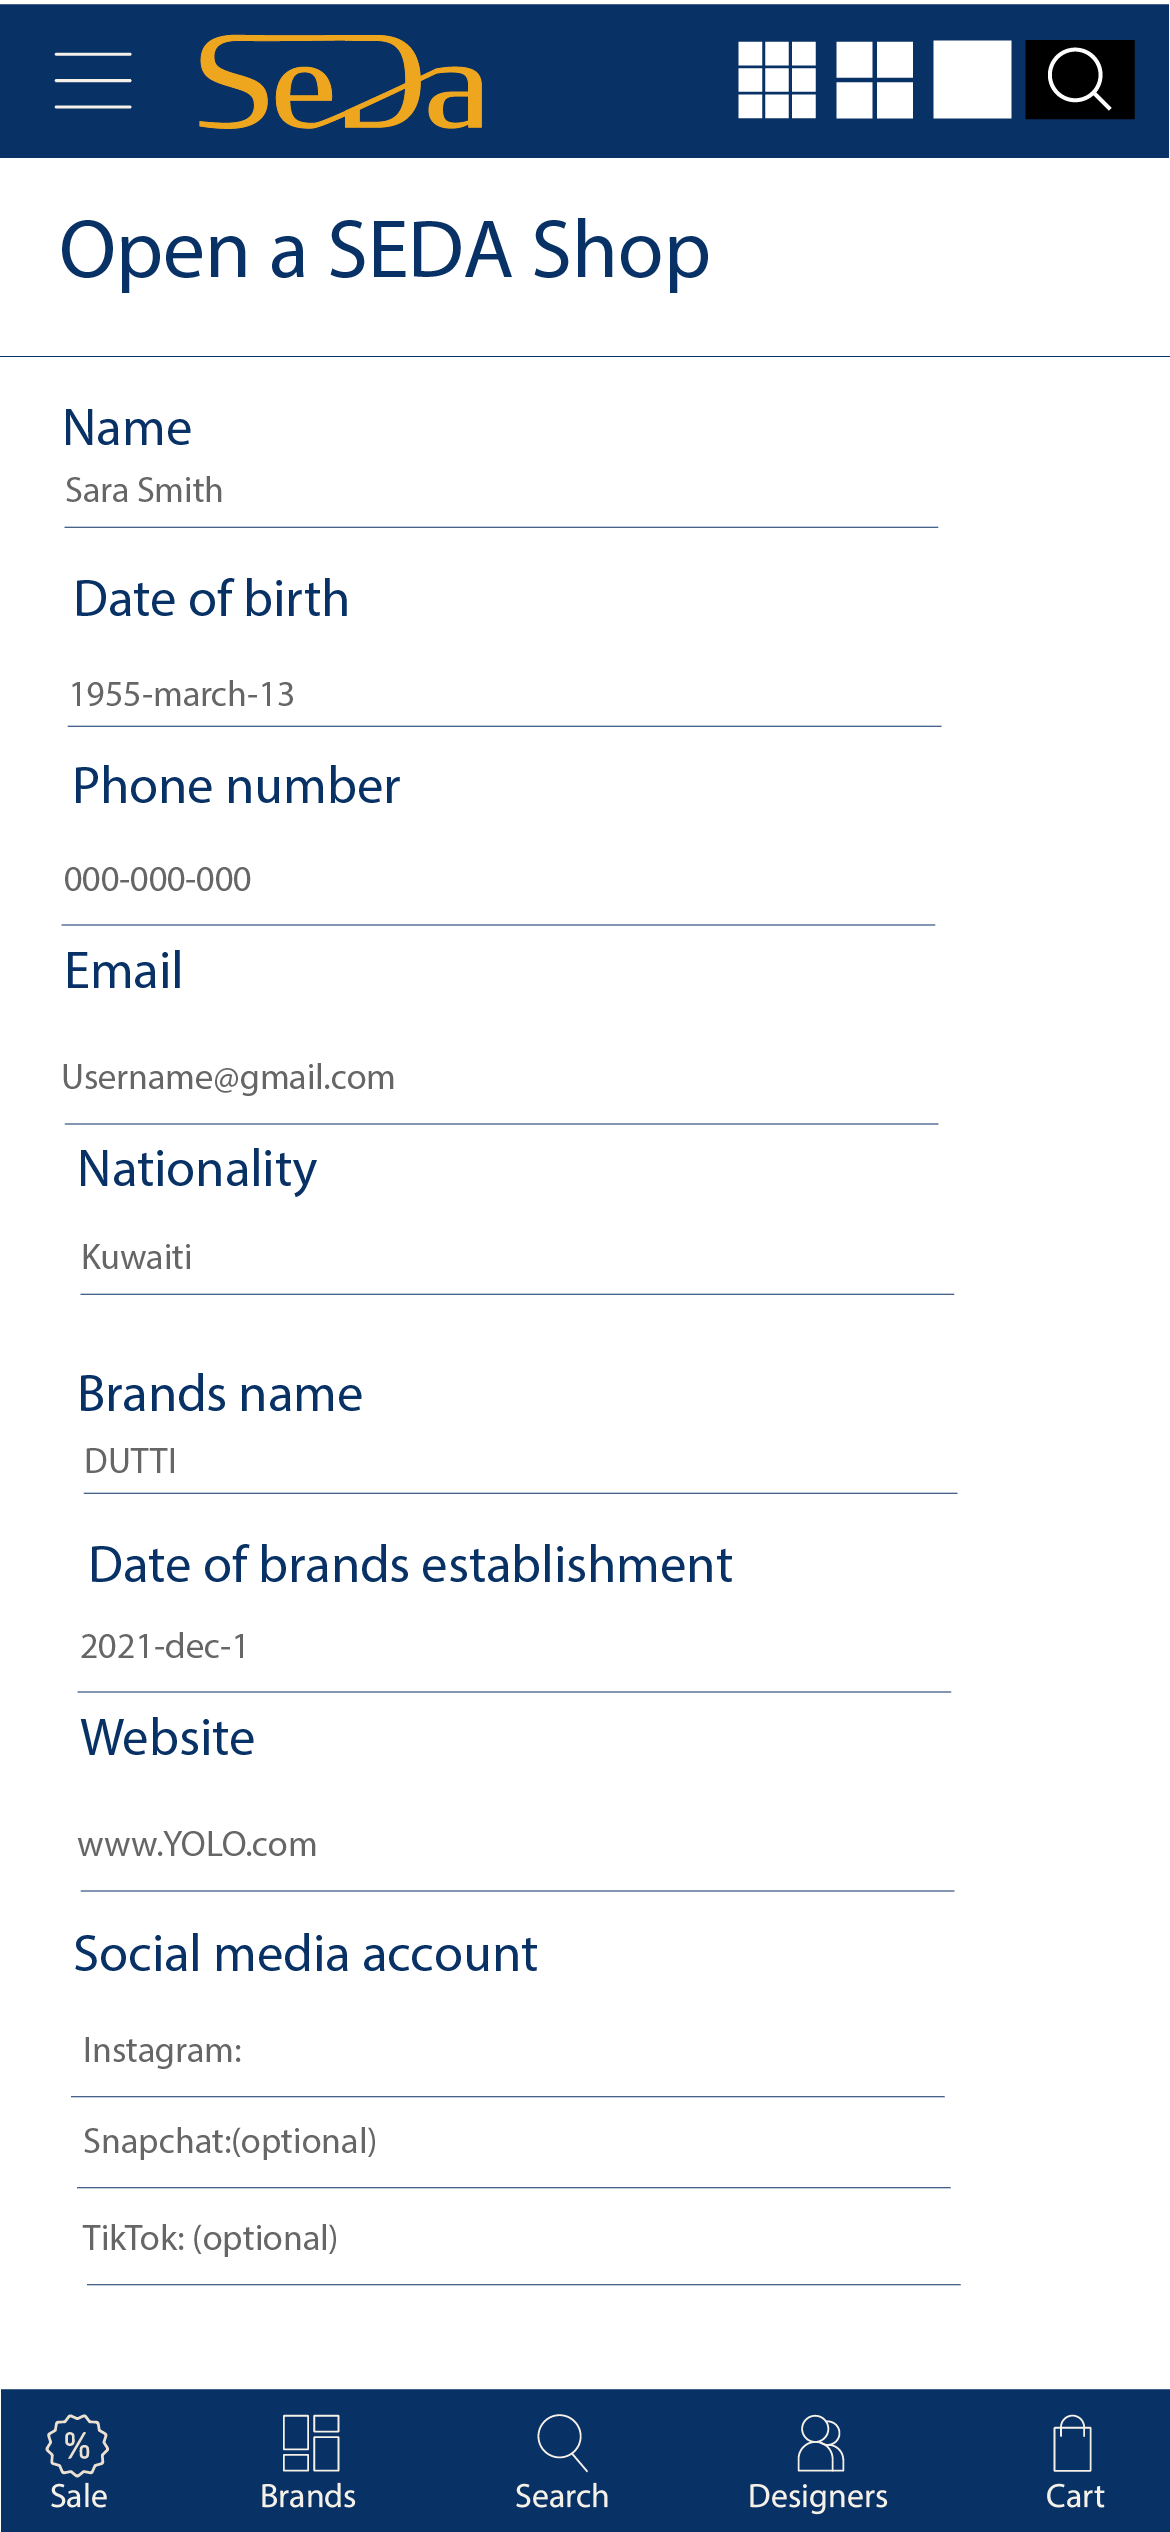 SeDa
Open a SEDA Shop
Name
Sara Smith
Date of birth
1955-march-13
Phone number
000-000-000
Email
Username@gmail.com
Nationality
Kuwaiti
Brands name
DUTTI
Date of brands establishment
2021-dec-1
Website
www.YOLO.com
Social media account
Instagram:
Snapchat:(optional)
TikTok: (optional)
%
Sale Brands Search Designers Cart